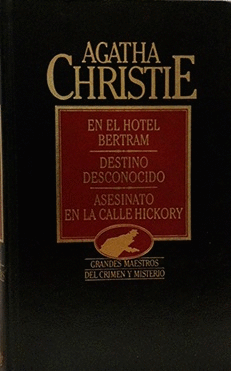 AGATHA
CHRISTIE
EN EL HOTEL
BERTRAM
DESTINO
DESCONOCIDO
ASESINATO
EN LA CALLE HICKORY
GRANDES MAESTROS
DEL CRIMEN Y MISTERIO